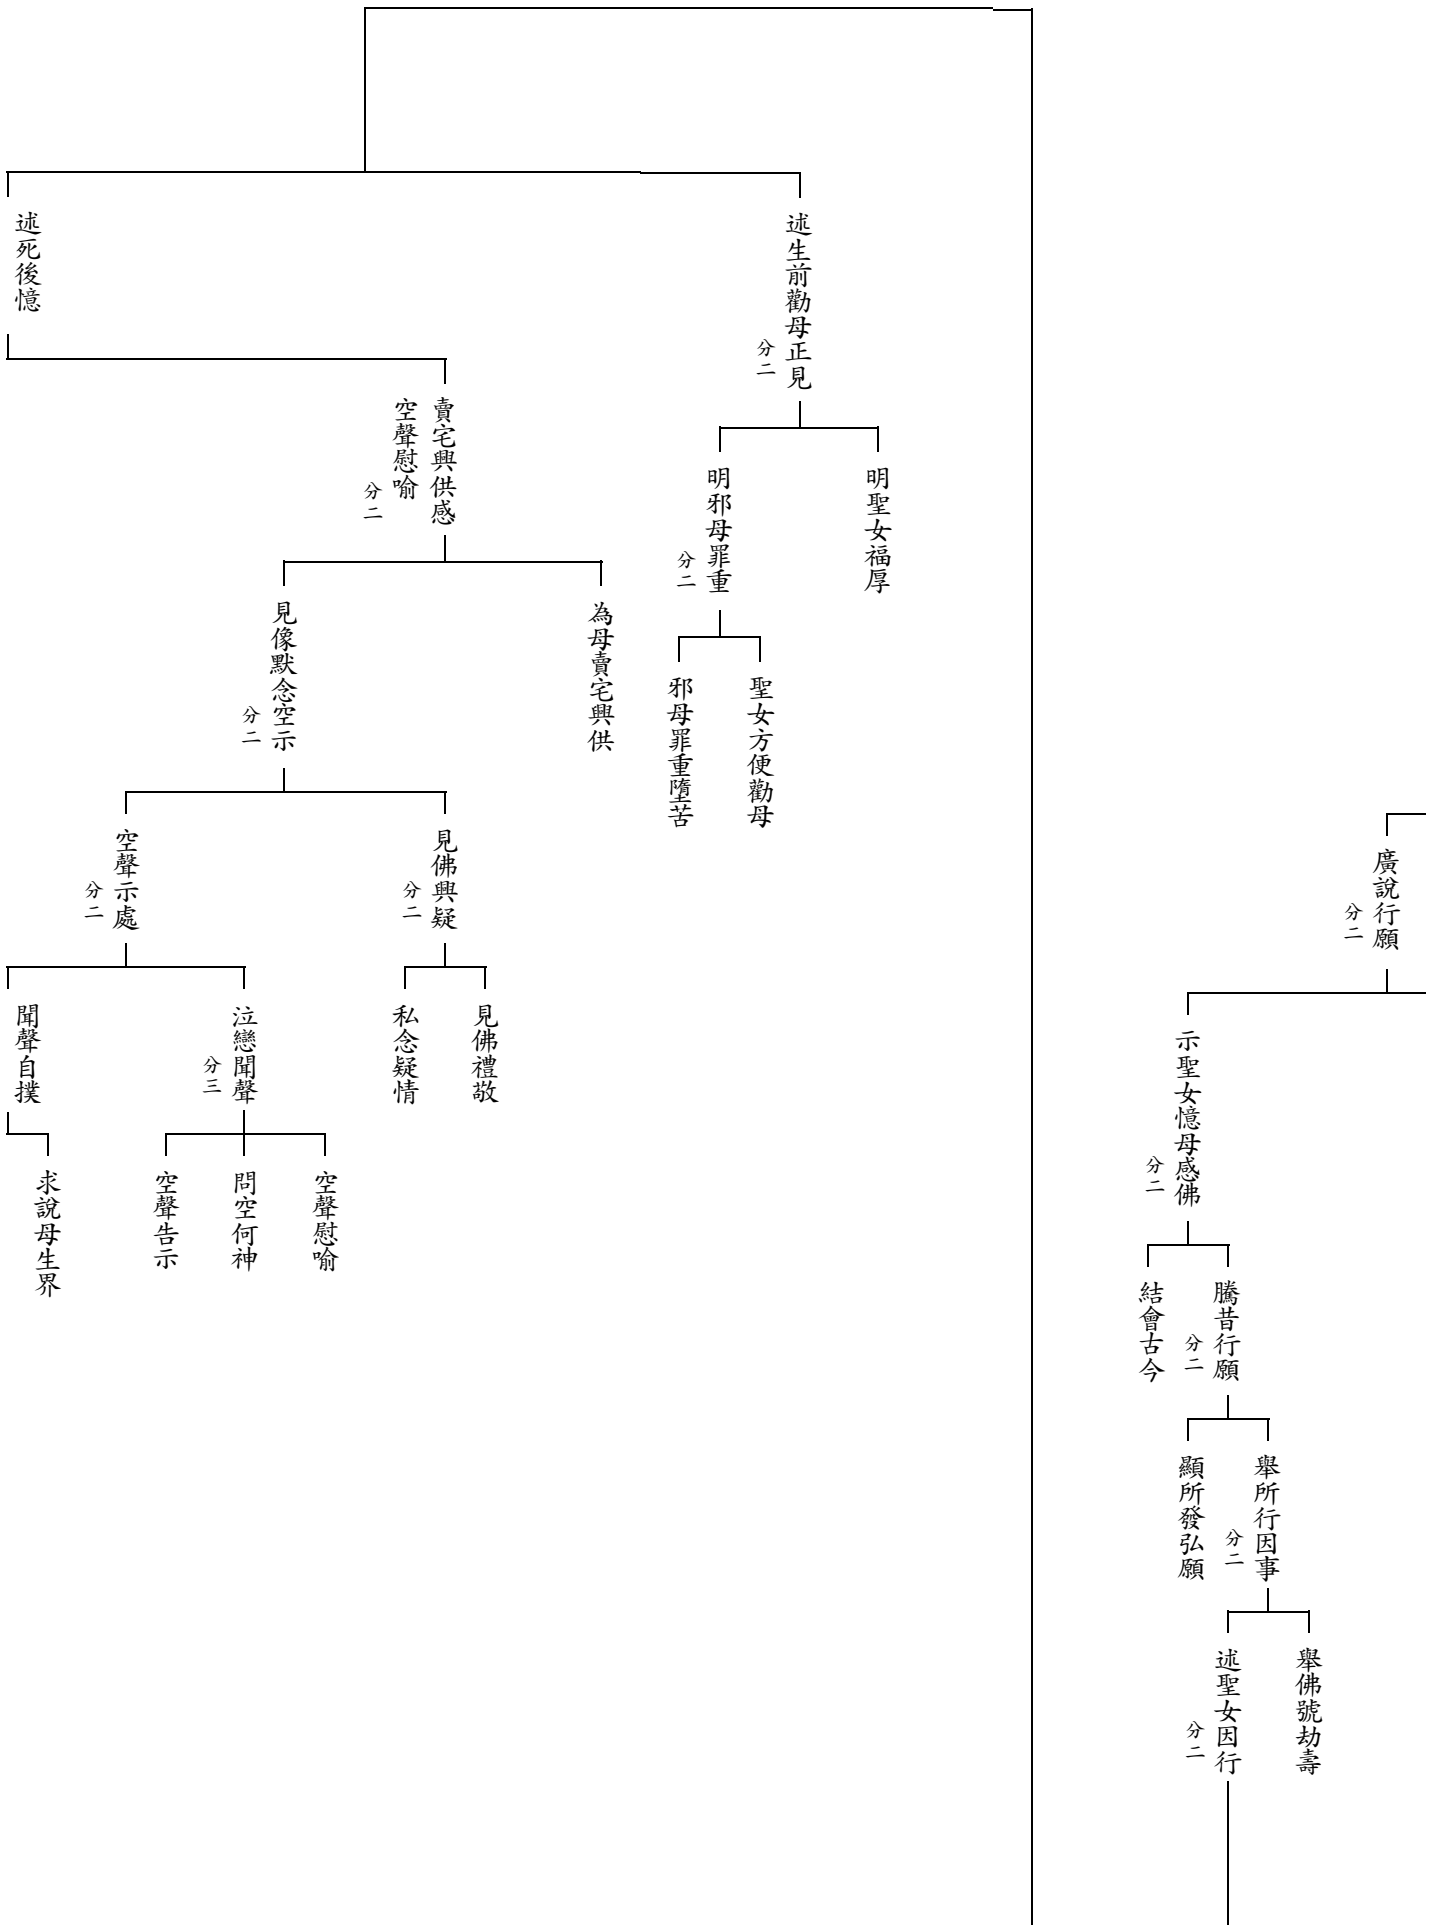 廣說行願
分二
示聖女憶母感佛
分二
騰昔行願
分二
結會古今
舉所行因事
分二
顯所發弘願
舉佛號劫壽
述聖女因行
分二
述生前勸母正見
分二
明聖女福厚
明邪母罪重
分二
聖女方便勸母
邪母罪重墮苦
述死後憶
賣宅興供感
空聲慰喻
分二
為母賣宅興供
見像默念空示
分二
見佛興疑
分二
見佛禮敬
私念疑情
空聲示處
分二
泣戀聞聲
分三
空聲慰喻
問空何神
空聲告示
聞聲自撲
求說母生界